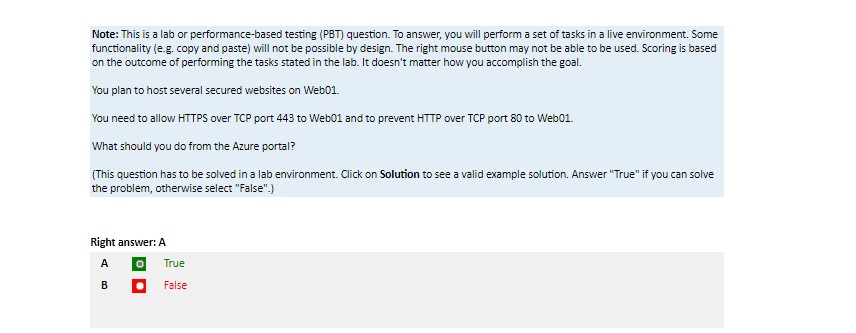 Note: This is a lab or performance-based testing (PBT) question. To answer, you will perform a set of tasks in a live environment. Some
functionality (e.g. copy and paste) will not be possible by design. The right mouse button may not be able to be used. Scoring is based
on the outcome of performing the tasks stated in the lab. It doesn't matter how you accomplish the goal.
You plan to host several secured websites on Web01.
You need to allow HTTPS over TCP port 443 to Web01 and to prevent HTTP over TCP port 80 to Web01.
What should you do from the Azure portal?
(This question has to be solved in a lab environment. Click on Solution to see a valid example solution. Answer "True" if you can solve
the problem, otherwise select "False".)
Right answer: A
A True
B False